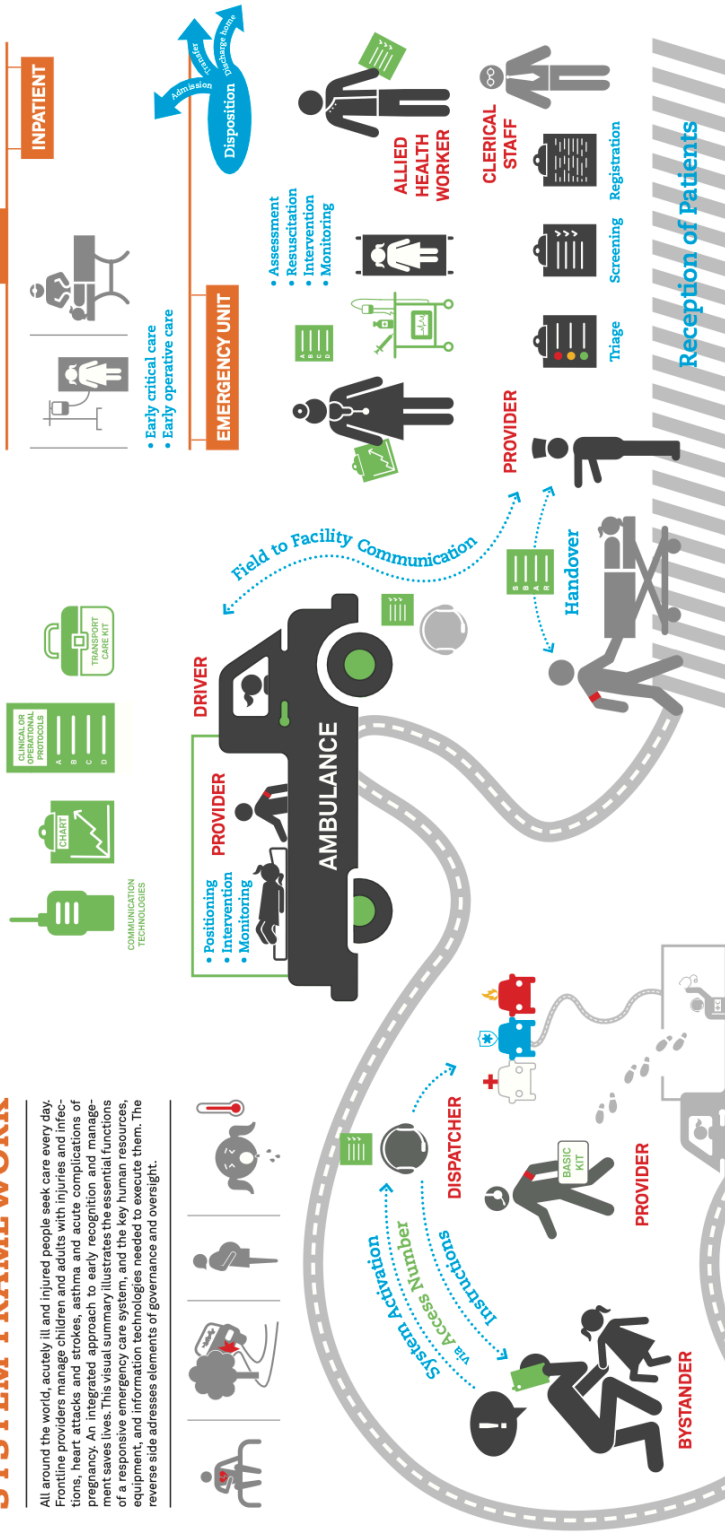 SYSTEM FRAMEWORK
All around the world, acutely ill and injured people seek care every day.
Frontline providers manage children and adults with injuries and infec-
tions, heart attacks and strokes, asthma and acute complications of
pregnancy. An integrated approach to early recognition and manage-
ment saves lives. This visual summary illustrates the essential functions
of a responsive emergency care system, and the key human resources,
equipment, and information technologies needed to execute them. The
reverse side adresses elements of governance and oversight.
COMMUNICATION
TECHNOLOGIES
CHART
CLINICAL OR
OPERATIONAL
PROTOCOLS
A
B
C
D
TRANSPORT
CARE KIT
INPATIENT
• Early critical care
• Early operative care
System Activation
via Access Number
Instructions
!
BYSTANDER
DISPATCHER
PROVIDER
BASIC
KIT
• Positioning
• Intervention
• Monitoring
PROVIDER
DRIVER
AMBULANCE
Field to Facility Communication
S
B
A
R
Handover
PROVIDER
EMERGENCY UNIT
A
B
C
D
• Assessment
• Resuscitation
• Intervention
• Monitoring
Disposition
Admission
Transfer
Discharge home
ALLIED
HEALTH
WORKER
CLERICAL
STAFF
Triage
Screening
Registration
Reception of Patients